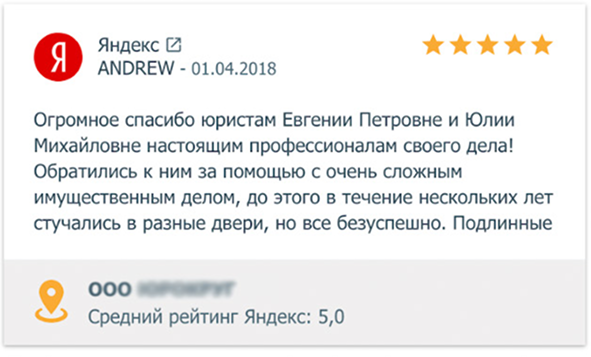 Я
Яндекс
ANDREW - 01.04.2018
Огромное спасибо юристам Евгении Петровне и Юлии
Михайловне настоящим профессионалам своего дела!
Обратились к ним за помощью с очень сложным
имущественным делом, до этого в течение нескольких лет
стучались в разные двери, но все безуспешно. Подлинные
ООО
Средний рейтинг Яндекс: 5,0